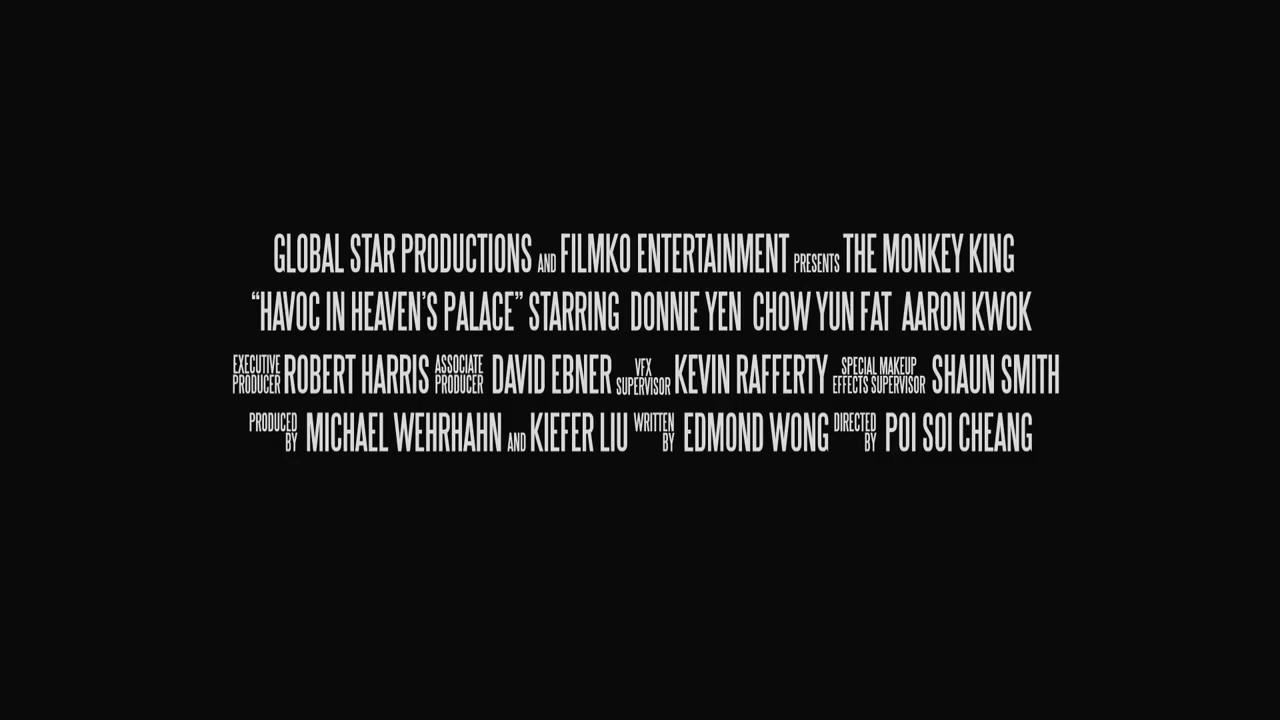 GLOBAL STAR PRODUCTIONS AND FILMKO ENTERTAINMENT PRESENTS THE MONKEY KING
“HAVOC IN HEAVEN’S PALACE” STARRING DONNIE YEN CHOW YUN FAT AARON KWOK
EXECUTIVE PRODUCER ROBERT HARRIS ASSOCIATE PRODUCER DAVID EBNER VFX SUPERVISOR KEVIN RAFFERTY SPECIAL MAKEUP EFFECTS SUPERVISOR SHAUN SMITH
PRODUCED BY MICHAEL WEHRHAHN AND KIEFER LIU WRITTEN BY EDMOND WONG DIRECTED BY POI SOI CHEANG